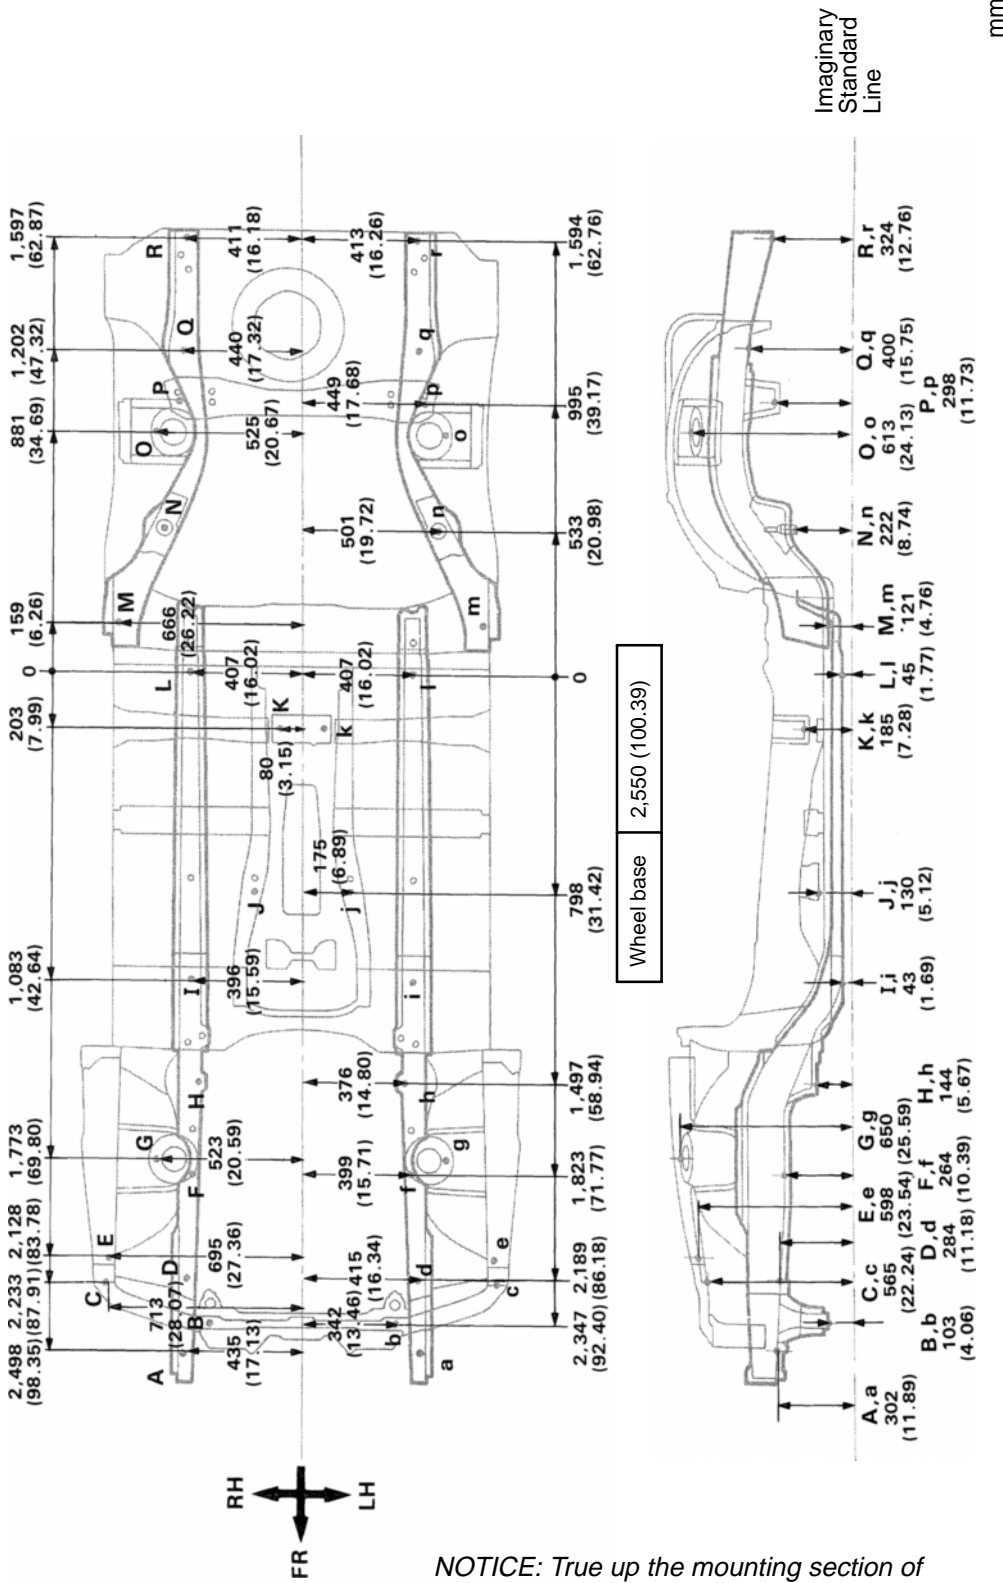 2,498
(98.35)
2,233
(87.91)
2,128
(83.78)
1,773
(69.80)
1,083
(42.64)
203
(7.99)
0
159
(6.26)
881
(34.69)
1,202
(47.32)
1,597
(62.87)
A
B
C
D
E
F
G
H
I
J
K
L
M
N
O
P
Q
R
435
(17.13)
713
(28.07)
695
(27.36)
523
(20.59)
396
(15.59)
80
(3.15)
407
(16.02)
666
(26.22)
525
(20.67)
440
(17.32)
411
(16.18)
342
(13.46)
415
(16.34)
399
(15.71)
376
(14.80)
175
(6.89)
407
(16.02)
501
(19.72)
449
(17.68)
413
(16.26)
a
b
c
d
e
f
g
h
i
j
k
l
m
n
o
p
q
r
2,347
(92.40)
2,189
(86.18)
1,823
(71.77)
1,497
(58.94)
798
(31.42)
0
533
(20.98)
995
(39.17)
1,594
(62.76)
RH
FR
LH
Wheel base 2,550 (100.39)
Imaginary
Standard
Line
A,a
302
(11.89)
B,b
103
(4.06)
C,c
565
(22.24)
D,d
284
(11.18)
E,e
598
(23.54)
F,f
264
(10.39)
G,g
650
(25.59)
H,h
144
(5.67)
I,i
43
(1.69)
J,j
130
(5.12)
K,k
185
(7.28)
L,l
45
(1.77)
M,m
121
(4.76)
N,n
222
(8.74)
O,o
613
(24.13)
P,p
298
(11.73)
Q,q
400
(15.75)
R,r
324
(12.76)
mm
NOTICE: True up the mounting section of